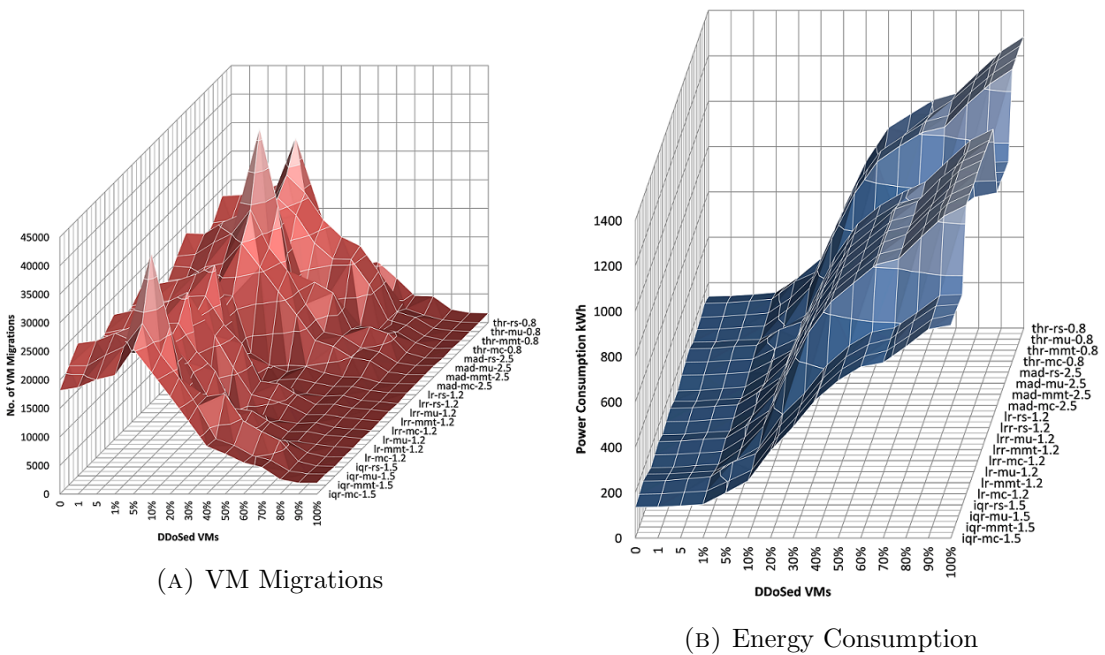 45000
40000
35000
30000
25000
20000
15000
10000
5000
0
No. of VM Migrations
0
1
5
1%
5%
10%
20%
30%
40%
50%
60%
70%
80%
90%
100%
DDoSed VMs
thr-rs-0.8
thr-mu-0.8
thr-mmt-0.8
thr-mc-0.8
mad-rs-2.5
mad-mu-2.5
mad-mmt-2.5
mad-mc-2.5
lr-rs-1.2
lrr-rs-1.2
lrr-mu-1.2
lrr-mmt-1.2
lrr-mc-1.2
lr-mu-1.2
lr-mmt-1.2
lr-mc-1.2
iqr-rs-1.5
iqr-mu-1.5
iqr-mmt-1.5
iqr-mc-1.5
(A) VM Migrations
1400
1200
1000
800
600
400
200
0
Power Consumption kWh
0
1
5
1%
10%
20%
30%
40%
50%
60%
70%
80%
90%
100%
DDoSed VMs
thr-rs-0.8
thr-mu-0.8
thr-mmt-0.8
thr-mc-0.8
mad-rs-2.5
mad-mu-2.5
mad-mmt-2.5
mad-mc-2.5
lr-rs-1.2
lrr-rs-1.2
lrr-mu-1.2
lrr-mmt-1.2
lrr-mc-1.2
lr-mu-1.2
lr-mmt-1.2
lr-mc-1.2
iqr-rs-1.5
iqr-mu-1.5
iqr-mmt-1.5
iqr-mc-1.5
(B) Energy Consumption